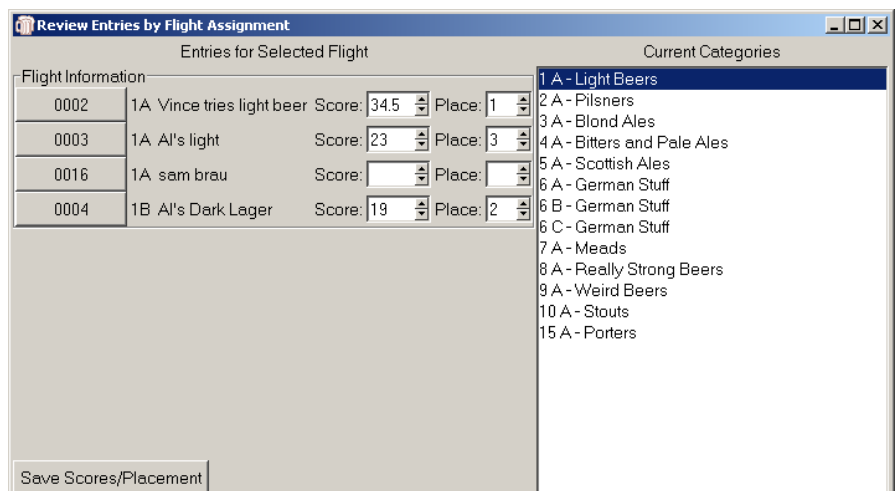 Review Entries by Flight Assignment
Entries for Selected Flight
Flight Information
0002 1A Vince tries light beer Score: 34.5 Place: 1
0003 1A Al's light Score: 23 Place: 3
0016 1A sam brau Score: Place:
0004 1B Al's Dark Lager Score: 19 Place: 2
Save Scores/Placement
Current Categories
1 A - Light Beers
2 A - Pilsners
3 A - Blond Ales
4 A - Bitters and Pale Ales
5 A - Scottish Ales
6 A - German Stuff
6 B - German Stuff
6 C - German Stuff
7 A - Meads
8 A - Really Strong Beers
9 A - Weird Beers
10 A - Stouts
15 A - Porters